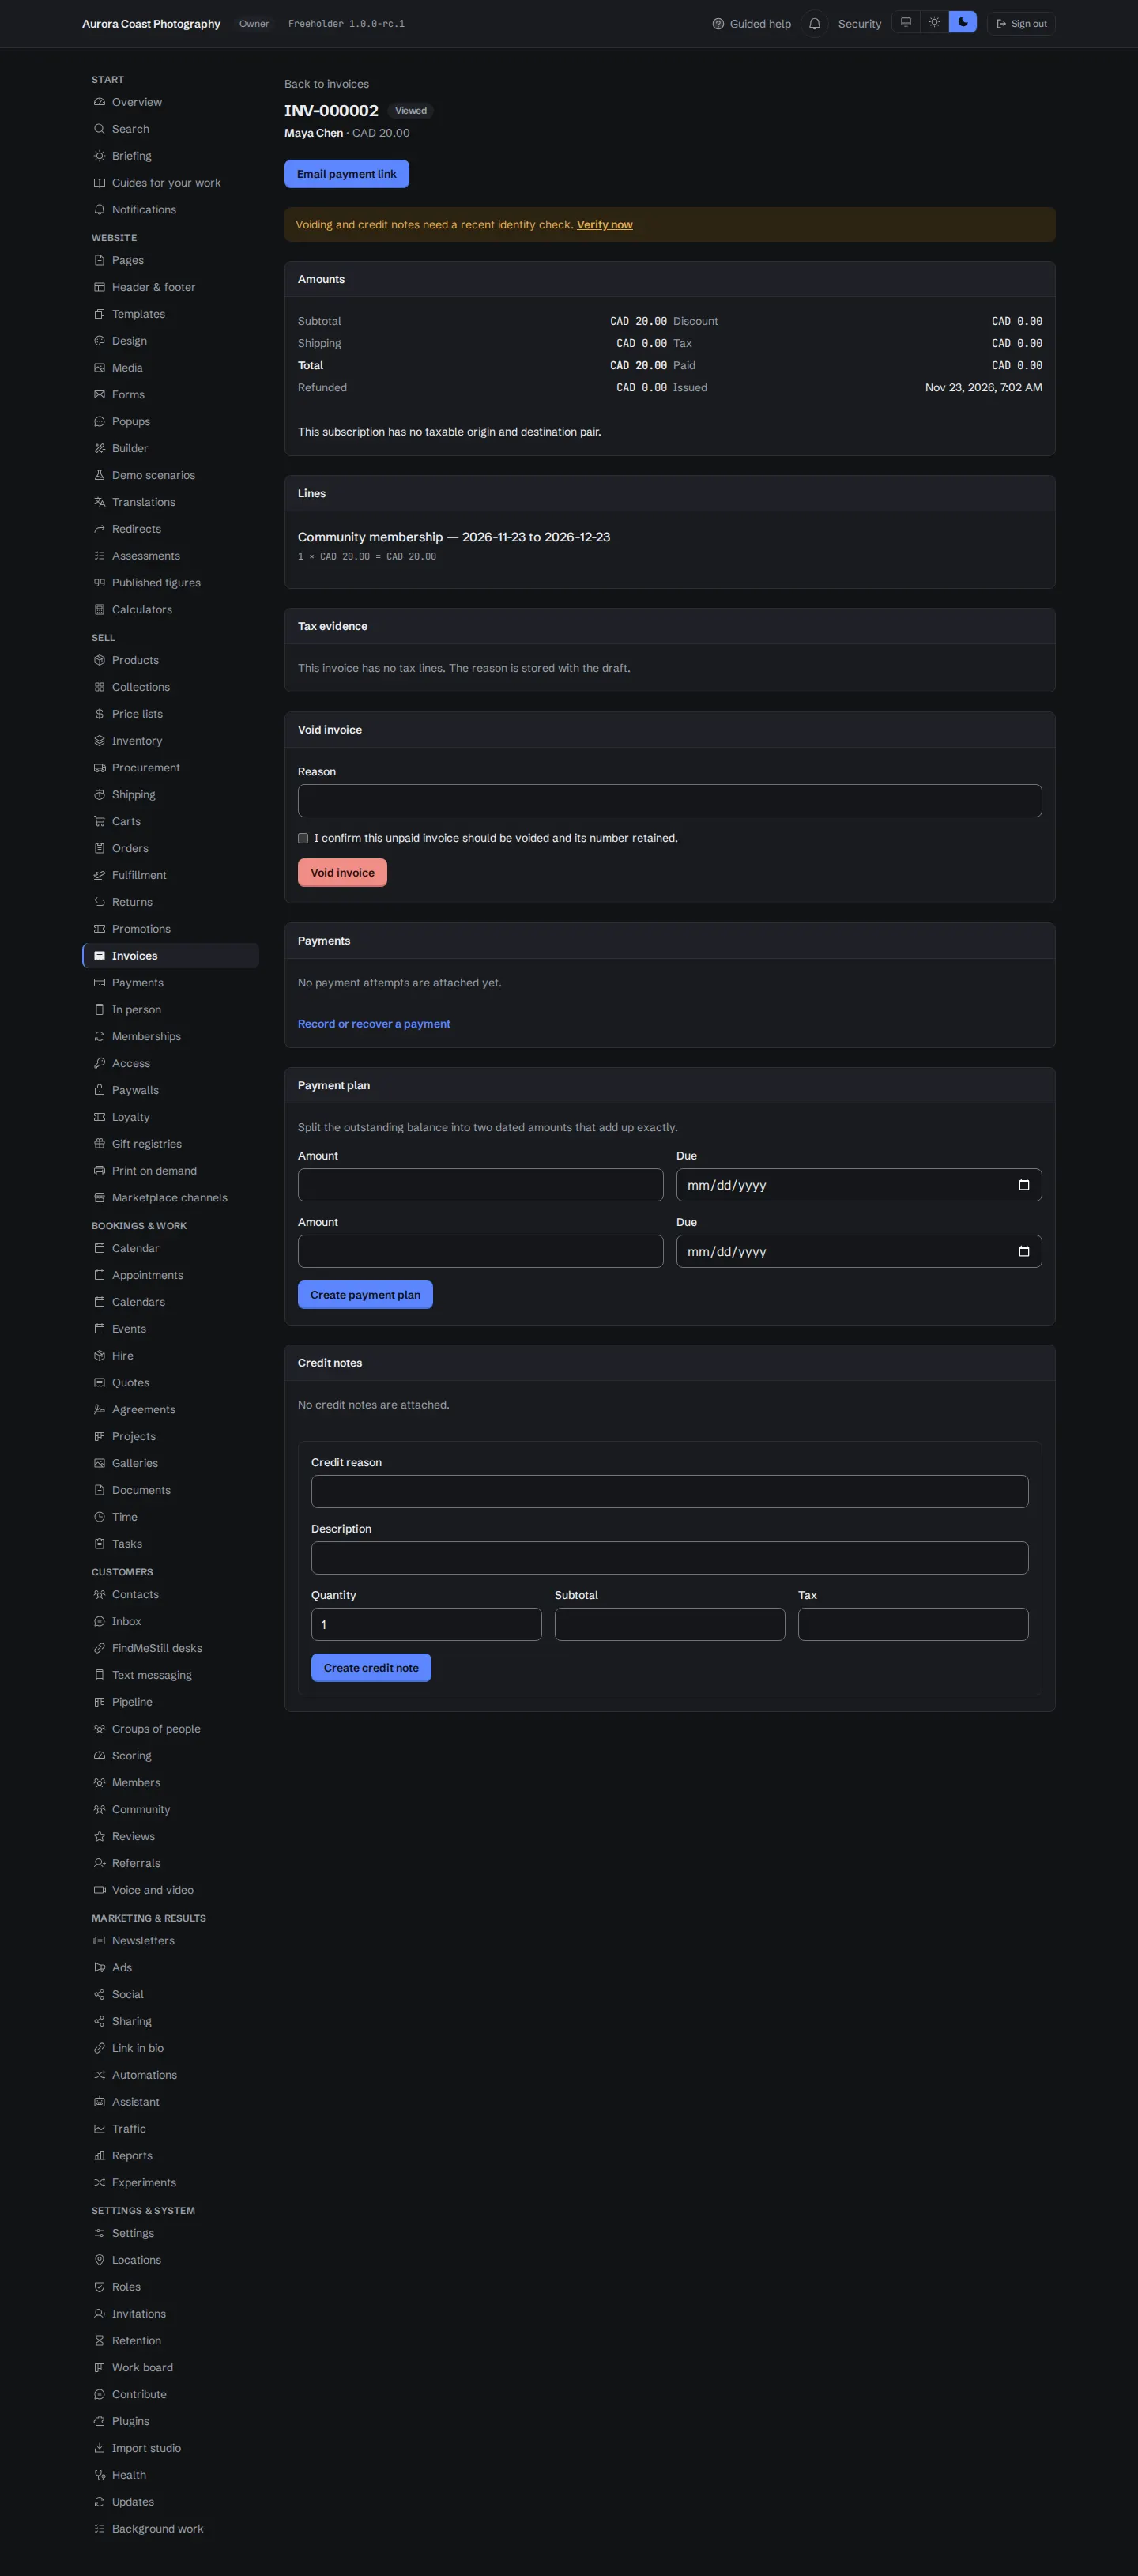 Aurora Coast Photography Owner Freeholder 1.0.0-rc.1 Guided help Security Sign out
START
Overview
Search
Briefing
Guides for your work
Notifications
WEBSITE
Pages
Header & footer
Templates
Design
Media
Forms
Popups
Builder
Demo scenarios
Translations
Redirects
Assessments
Published figures
Calculators
SELL
Products
Collections
Price lists
Inventory
Procurement
Shipping
Carts
Orders
Fulfillment
Returns
Promotions
Invoices
Payments
In person
Memberships
Access
Paywalls
Loyalty
Gift registries
Print on demand
Marketplace channels
BOOKINGS & WORK
Calendar
Appointments
Calendars
Events
Hire
Quotes
Agreements
Projects
Galleries
Documents
Time
Tasks
CUSTOMERS
Contacts
Inbox
FindMeStill desks
Text messaging
Pipeline
Groups of people
Scoring
Members
Community
Reviews
Referrals
Voice and video
MARKETING & RESULTS
Newsletters
Ads
Social
Sharing
Link in bio
Automations
Assistant
Traffic
Reports
Experiments
SETTINGS & SYSTEM
Settings
Locations
Roles
Invitations
Retention
Work board
Contribute
Plugins
Import studio
Health
Updates
Background work
Back to invoices
INV-000002 Viewed
Maya Chen · CAD 20.00
Email payment link
Voiding and credit notes need a recent identity check. Verify now
Amounts
Subtotal CAD 20.00 Discount CAD 0.00
Shipping CAD 0.00 Tax CAD 0.00
Total CAD 20.00 Paid CAD 0.00
Refunded CAD 0.00 Issued Nov 23, 2026, 7:02 AM
This subscription has no taxable origin and destination pair.
Lines
Community membership — 2026-11-23 to 2026-12-23
1 × CAD 20.00 = CAD 20.00
Tax evidence
This invoice has no tax lines. The reason is stored with the draft.
Void invoice
Reason
I confirm this unpaid invoice should be voided and its number retained.
Void invoice
Payments
No payment attempts are attached yet.
Record or recover a payment
Payment plan
Split the outstanding balance into two dated amounts that add up exactly.
Amount Due
mm/dd/yyyy
Amount Due
mm/dd/yyyy
Create payment plan
Credit notes
No credit notes are attached.
Credit reason
Description
Quantity Subtotal Tax
1
Create credit note